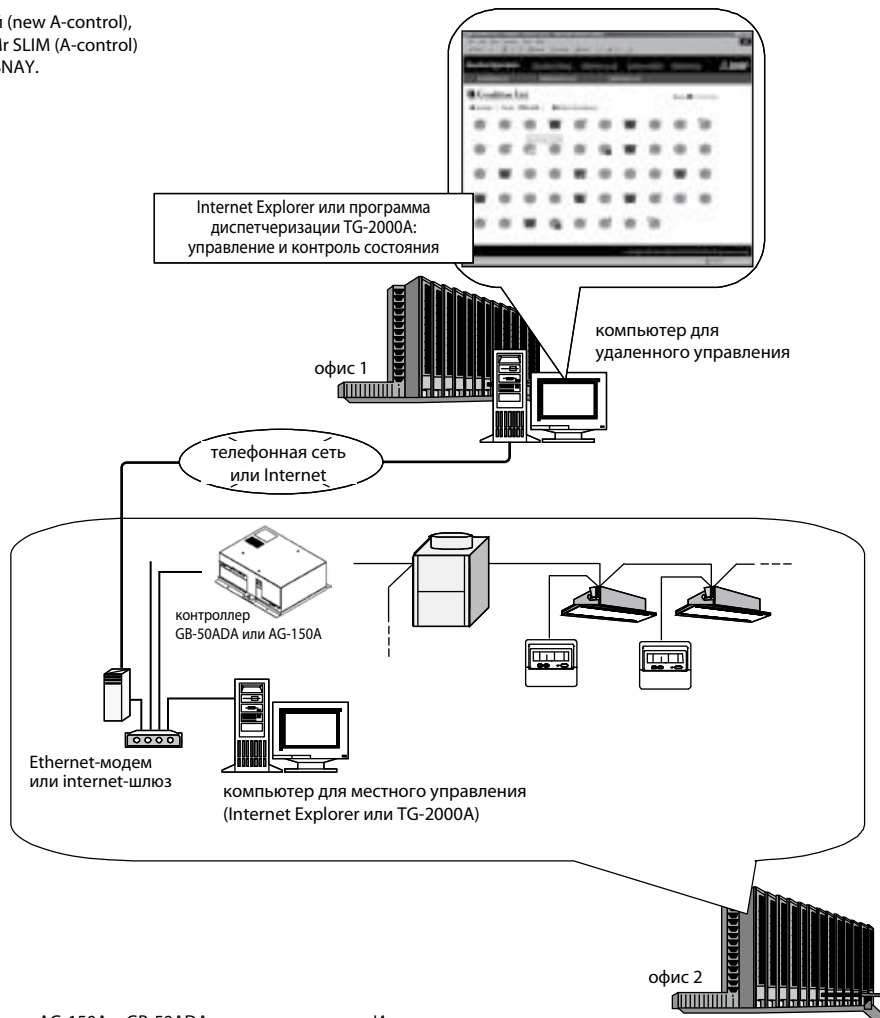 (new A-control),
SLIM (A-control)
Condition List
Internet Explorer или программа
диспетчеризации TG-2000A:
управление и контроль состояния
компьютер для
удаленного управления
офис 1
телефонная сеть
или Internet
контроллер
GB-50ADA или AG-150A
Ethernet-модем
или internet-шлюз
компьютер для местного управления
(Internet Explorer или TG-2000A)
офис 2